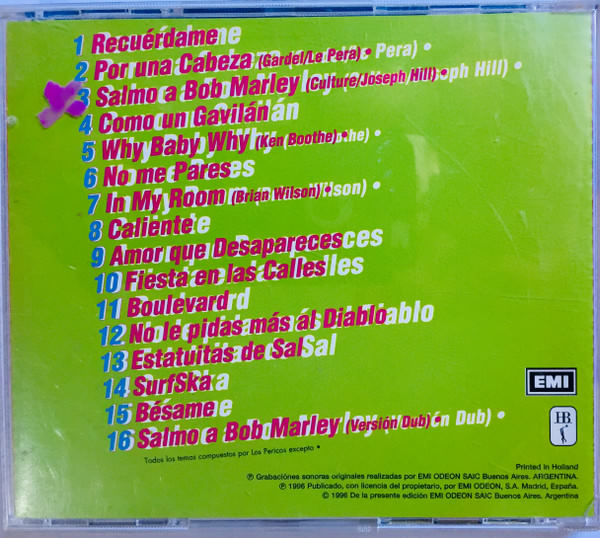 1 Recuérdame
2 Por una Cabeza (Gardel/Le Pera) •
3 Salmo a Bob Marley (Culture/Joseph Hill) •
4 Como un Gavilán
5 Why Baby Why (Ken Boothe) •
6 No me Pares
7 In My Room (Brian Wilson) •
8 Caliente
9 Amor que Desapareces
10 Fiesta en las Calles
11 Boulevard
12 No le pidas más ál Diablo
13 Estatuitas de Sal
14 SurfSka
15 Bésame
16 Salmo a Bob Marley (Versión Dub) •
Todos los temas compuestos por Los Pericos excepto •
EMI
HB
Printed in Holland
℗ Grabaciónes sonoras originales realizadas por EMI ODEON SAIC Buenos Aires. ARGENTINA.
℗ 1996 Publicado, con licencia del propietario, por EMI ODEON, S.A. Madrid, España.
© 1996 De la presente edición EMI ODEON SAIC Buenos Aires. Argentina